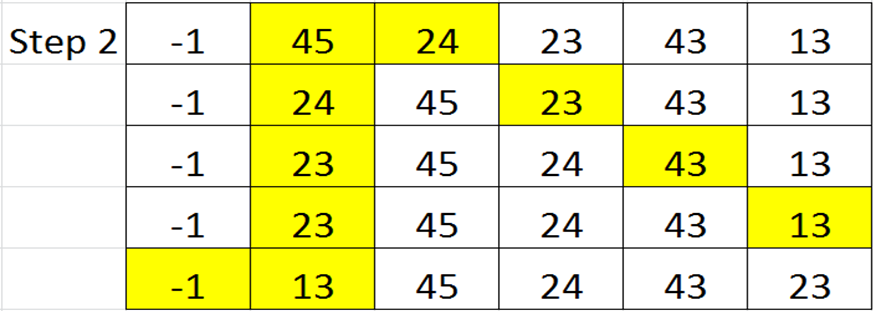 Step 2 -1 45 24 23 43 13
-1 24 45 23 43 13
-1 23 45 24 43 13
-1 23 45 24 43 13
-1 13 45 24 43 23